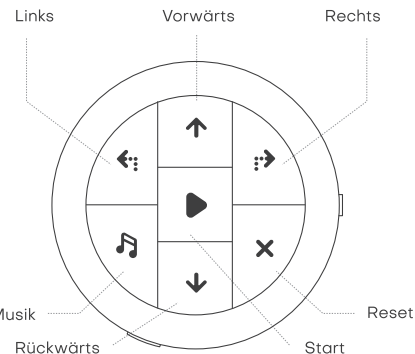 Links
Vorwärts
Rechts
Musik
Reset
Rückwärts
Start